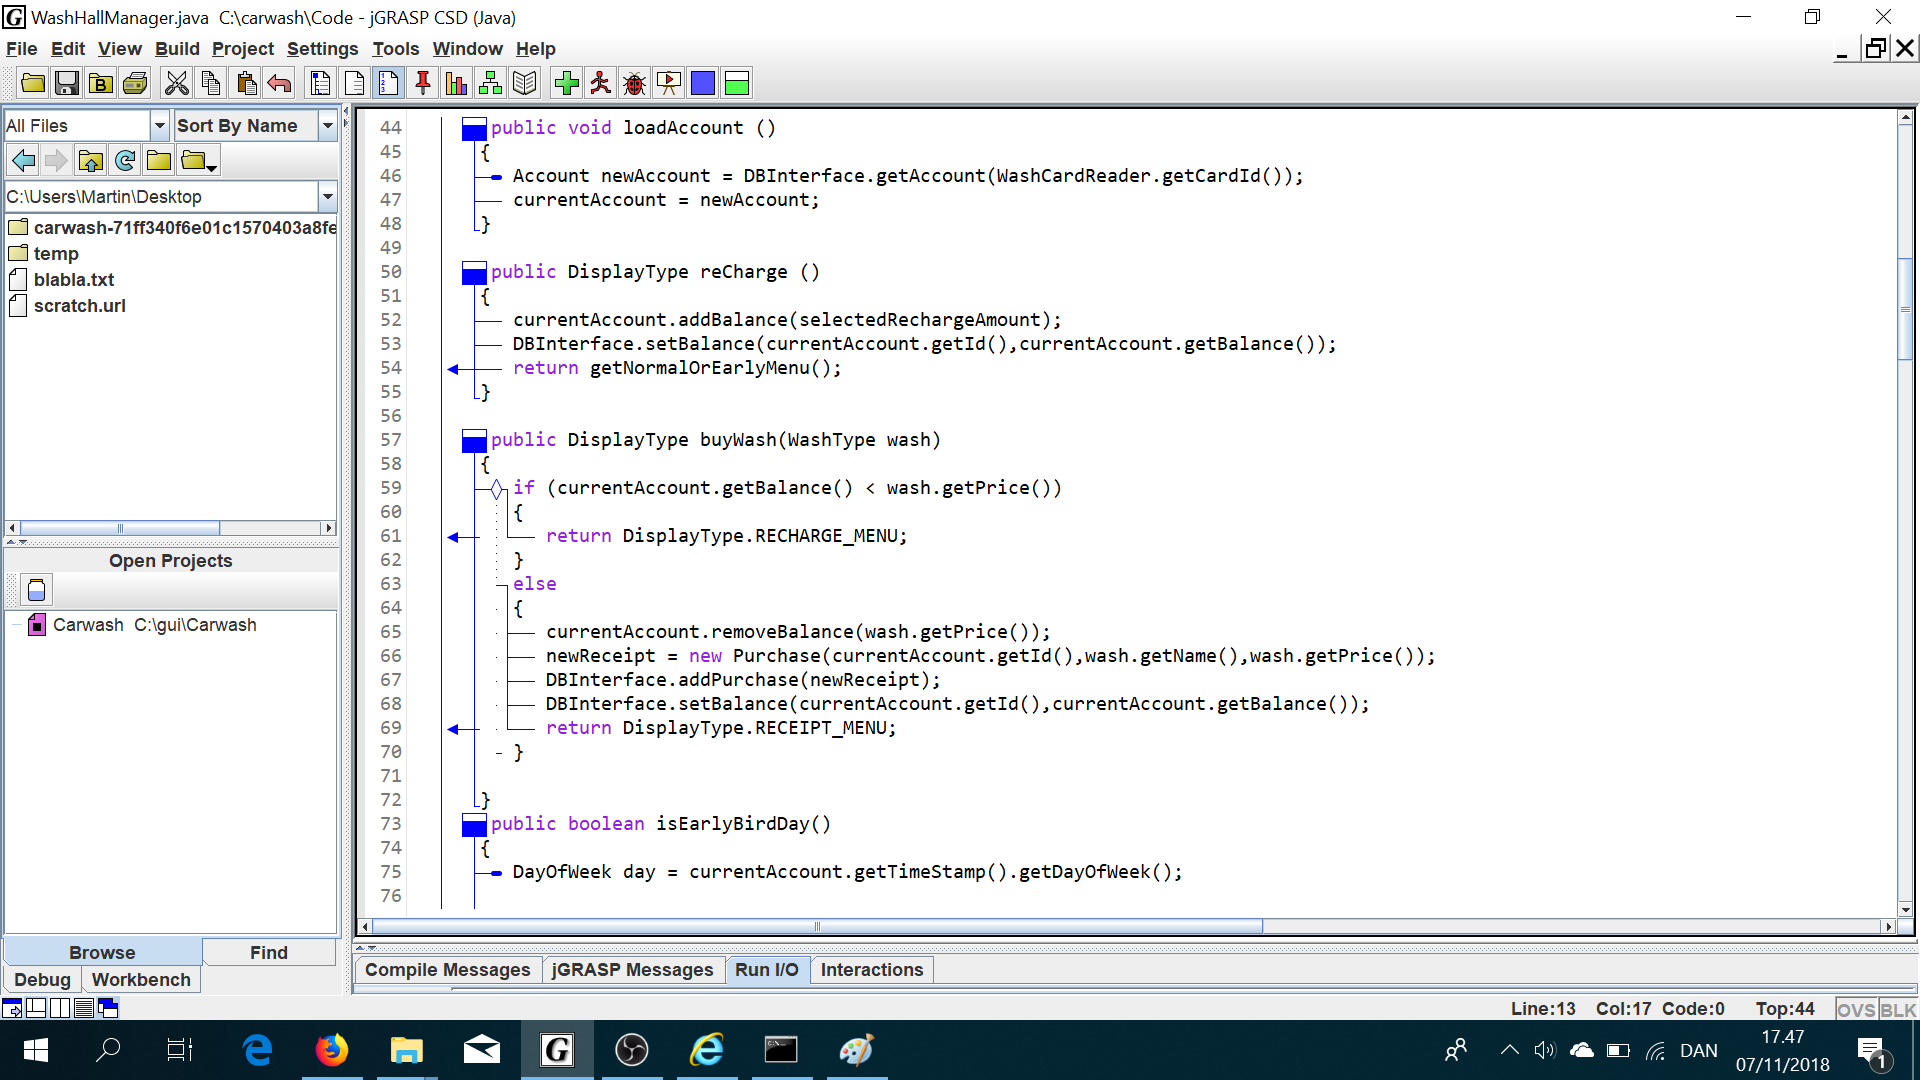 WashHallManager.java  C:\carwash\Code - jGRASP CSD (Java)
File Edit View Build Project Settings Tools Window Help
All Files
Sort By Name
C:\Users\Martin\Desktop
carwash-71ff340f6e01c1570403a8fe
temp
blabla.txt
scratch.url
Open Projects
Carwash  C:\gui\Carwash
Browse
Find
Debug
Workbench
44 public void loadAccount ()
45 {
46 Account newAccount = DBInterface.getAccount(WashCardReader.getCardId());
47 currentAccount = newAccount;
48 }
49
50 public DisplayType reCharge ()
51 {
52 currentAccount.addBalance(selectedRechargeAmount);
53 DBInterface.setBalance(currentAccount.getId(),currentAccount.getBalance());
54 return getNormalOrEarlyMenu();
55 }
56
57 public DisplayType buyWash(WashType wash)
58 {
59 if (currentAccount.getBalance() < wash.getPrice())
60 {
61 return DisplayType.RECHARGE_MENU;
62 }
63 else
64 {
65 currentAccount.removeBalance(wash.getPrice());
66 newReceipt = new Purchase(currentAccount.getId(),wash.getName(),wash.getPrice());
67 DBInterface.addPurchase(newReceipt);
68 DBInterface.setBalance(currentAccount.getId(),currentAccount.getBalance());
69 return DisplayType.RECEIPT_MENU;
70 }
71
72 }
73 public boolean isEarlyBirdDay()
74 {
75 DayOfWeek day = currentAccount.getTimeStamp().getDayOfWeek();
76
Compile Messages
jGRASP Messages
Run I/O
Interactions
Line:13 Col:17 Code:0 Top:44 OVS BLK
DAN
17.47
07/11/2018
1